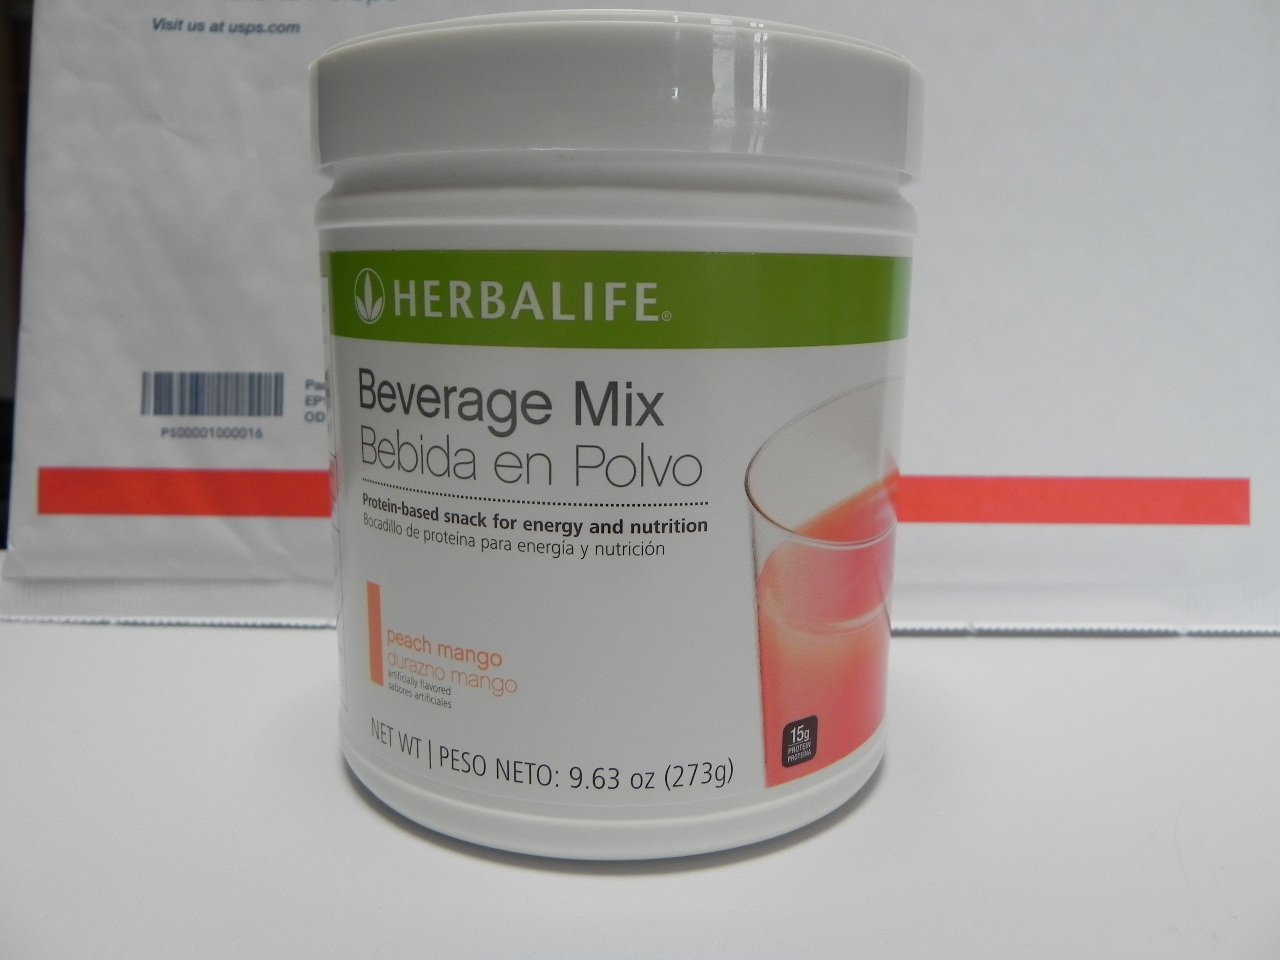 Visit us at usps.com
PS00001000016
EP
OD
HERBALIFE®
Beverage Mix
Bebida en Polvo
Protein-based snack for energy and nutrition
Bocadillo de proteína para energía y nutrición
peach mango
durazno mango
artificially flavored
sabores artificiales
15g
PROTEIN
PROTEÍNA
NET WT | PESO NETO: 9.63 oz (273g)